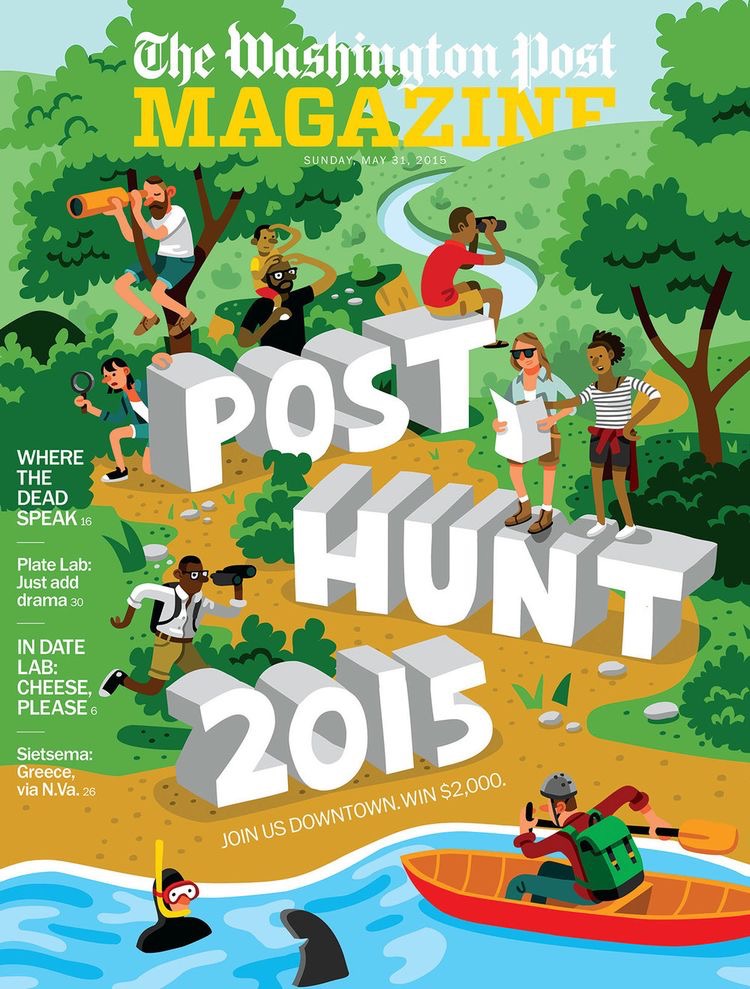 The Washington Post
MAGAZINE
SUNDAY, MAY 31, 2015
POST
HUNT
2015
JOIN US DOWNTOWN. WIN $2,000.
WHERE
THE
DEAD
SPEAK 16
Plate Lab:
Just add
drama 30
IN DATE
LAB:
CHEESE,
PLEASE 6
Sietsema:
Greece,
via N.Va. 26